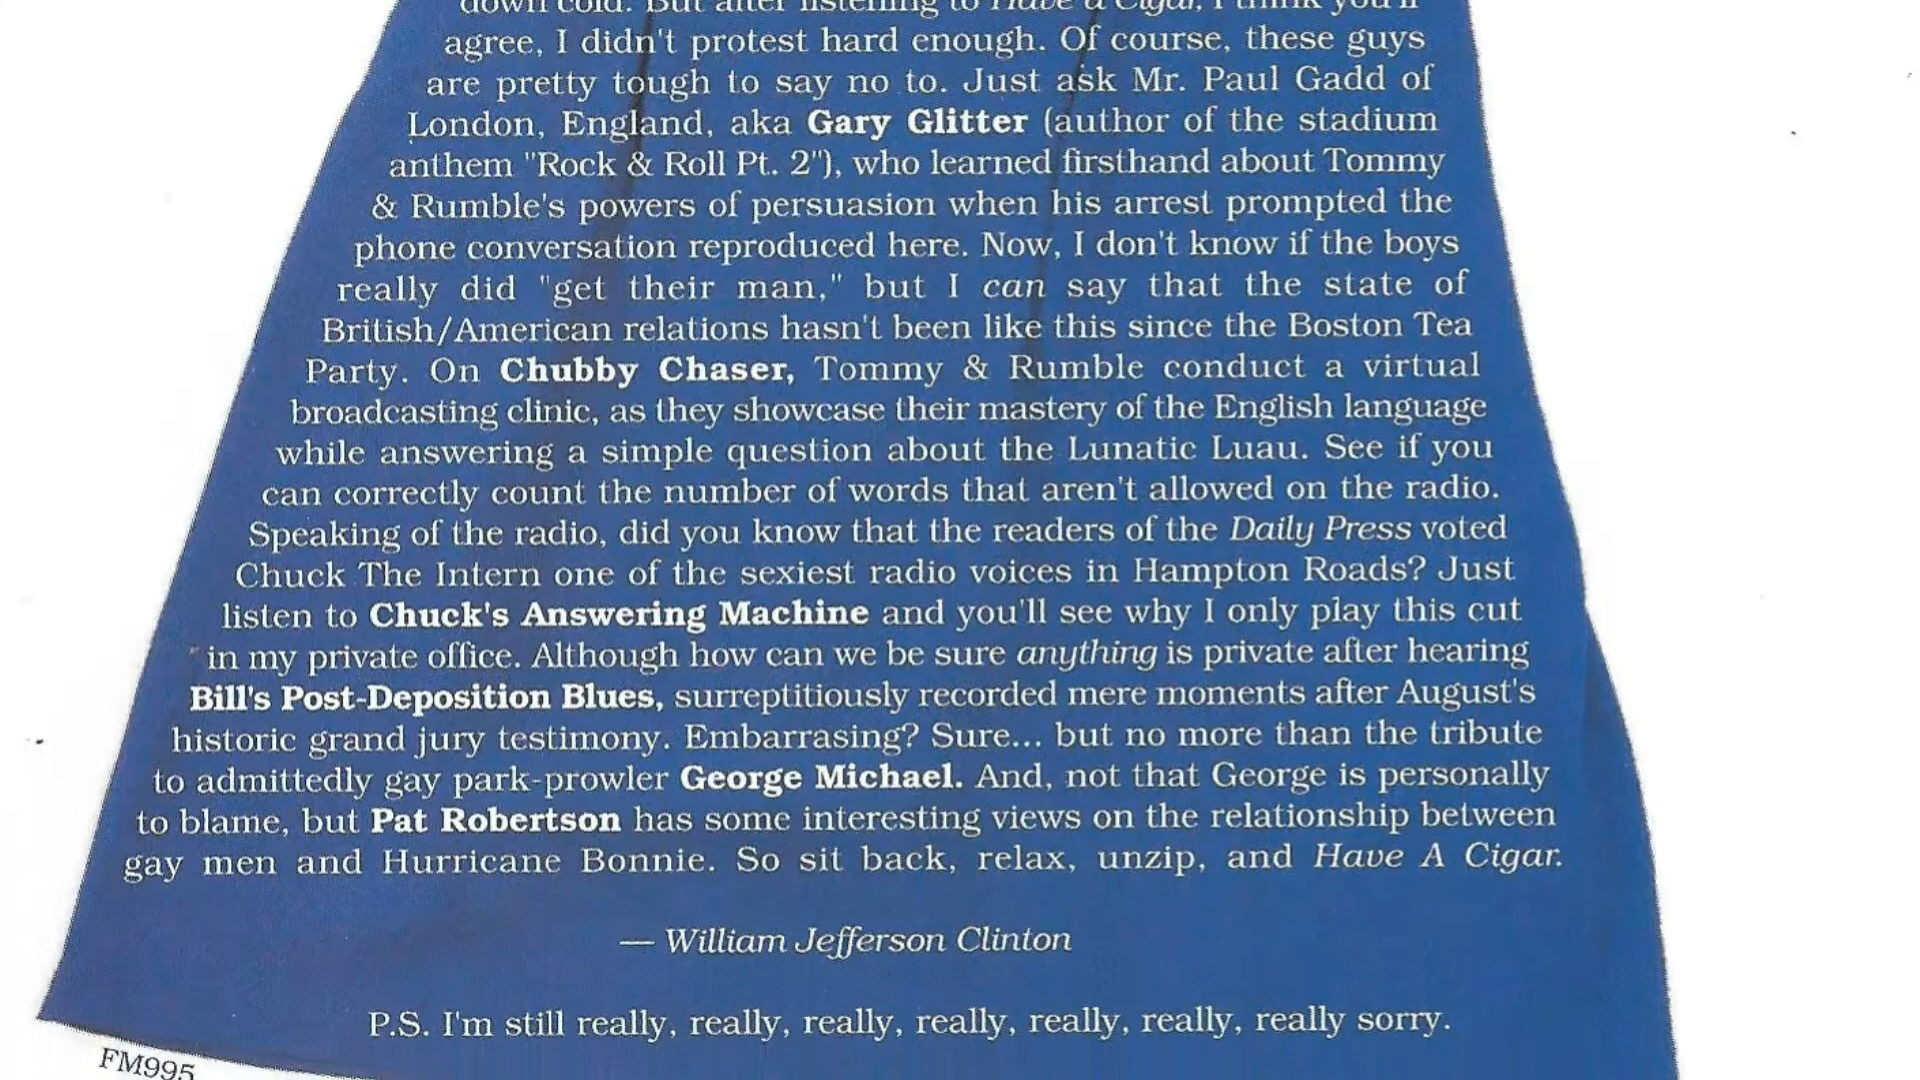 down cold. But after listening to Have a Cigar, I think you'll
agree, I didn't protest hard enough. Of course, these guys
are pretty tough to say no to. Just ask Mr. Paul Gadd of
London, England, aka Gary Glitter (author of the stadium
anthem "Rock & Roll Pt. 2"), who learned firsthand about Tommy
& Rumble's powers of persuasion when his arrest prompted the
phone conversation reproduced here. Now, I don't know if the boys
really did "get their man," but I can say that the state of
British/American relations hasn't been like this since the Boston Tea
Party. On Chubby Chaser, Tommy & Rumble conduct a virtual
broadcasting clinic, as they showcase their mastery of the English language
while answering a simple question about the Lunatic Luau. See if you
can correctly count the number of words that aren't allowed on the radio.
Speaking of the radio, did you know that the readers of the Daily Press voted
Chuck The Intern one of the sexiest radio voices in Hampton Roads? Just
listen to Chuck's Answering Machine and you'll see why I only play this cut
in my private office. Although how can we be sure anything is private after hearing
Bill's Post-Deposition Blues, surreptitiously recorded mere moments after August's
historic grand jury testimony. Embarrasing? Sure... but no more than the tribute
to admittedly gay park-prowler George Michael. And, not that George is personally
to blame, but Pat Robertson has some interesting views on the relationship between
gay men and Hurricane Bonnie. So sit back, relax, unzip, and Have A Cigar.
— William Jefferson Clinton
P.S. I'm still really, really, really, really, really, really, really sorry.
FM995